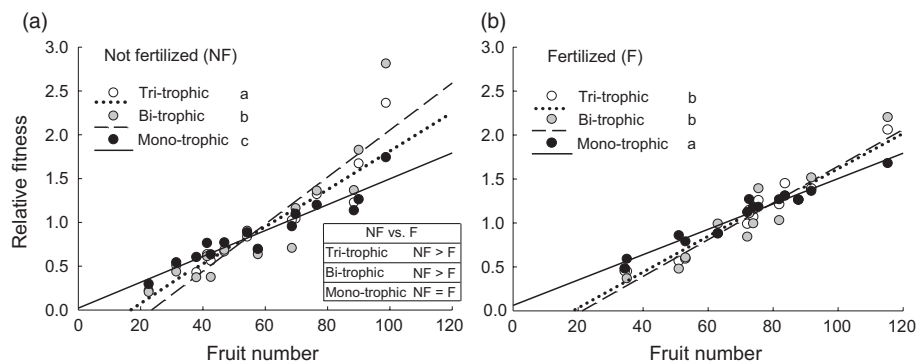 (a)
Not fertilized (NF)
Tri-trophic a
Bi-trophic b
Mono-trophic c
3.0
2.5
2.0
1.5
1.0
0.5
0.0
Relative fitness
NF vs. F
Tri-trophic NF > F
Bi-trophic NF > F
Mono-trophic NF = F
0 20 40 60 80 100 120
Fruit number
(b)
Fertilized (F)
Tri-trophic b
Bi-trophic b
Mono-trophic a
3.0
2.5
2.0
1.5
1.0
0.5
0.0
0 20 40 60 80 100 120
Fruit number